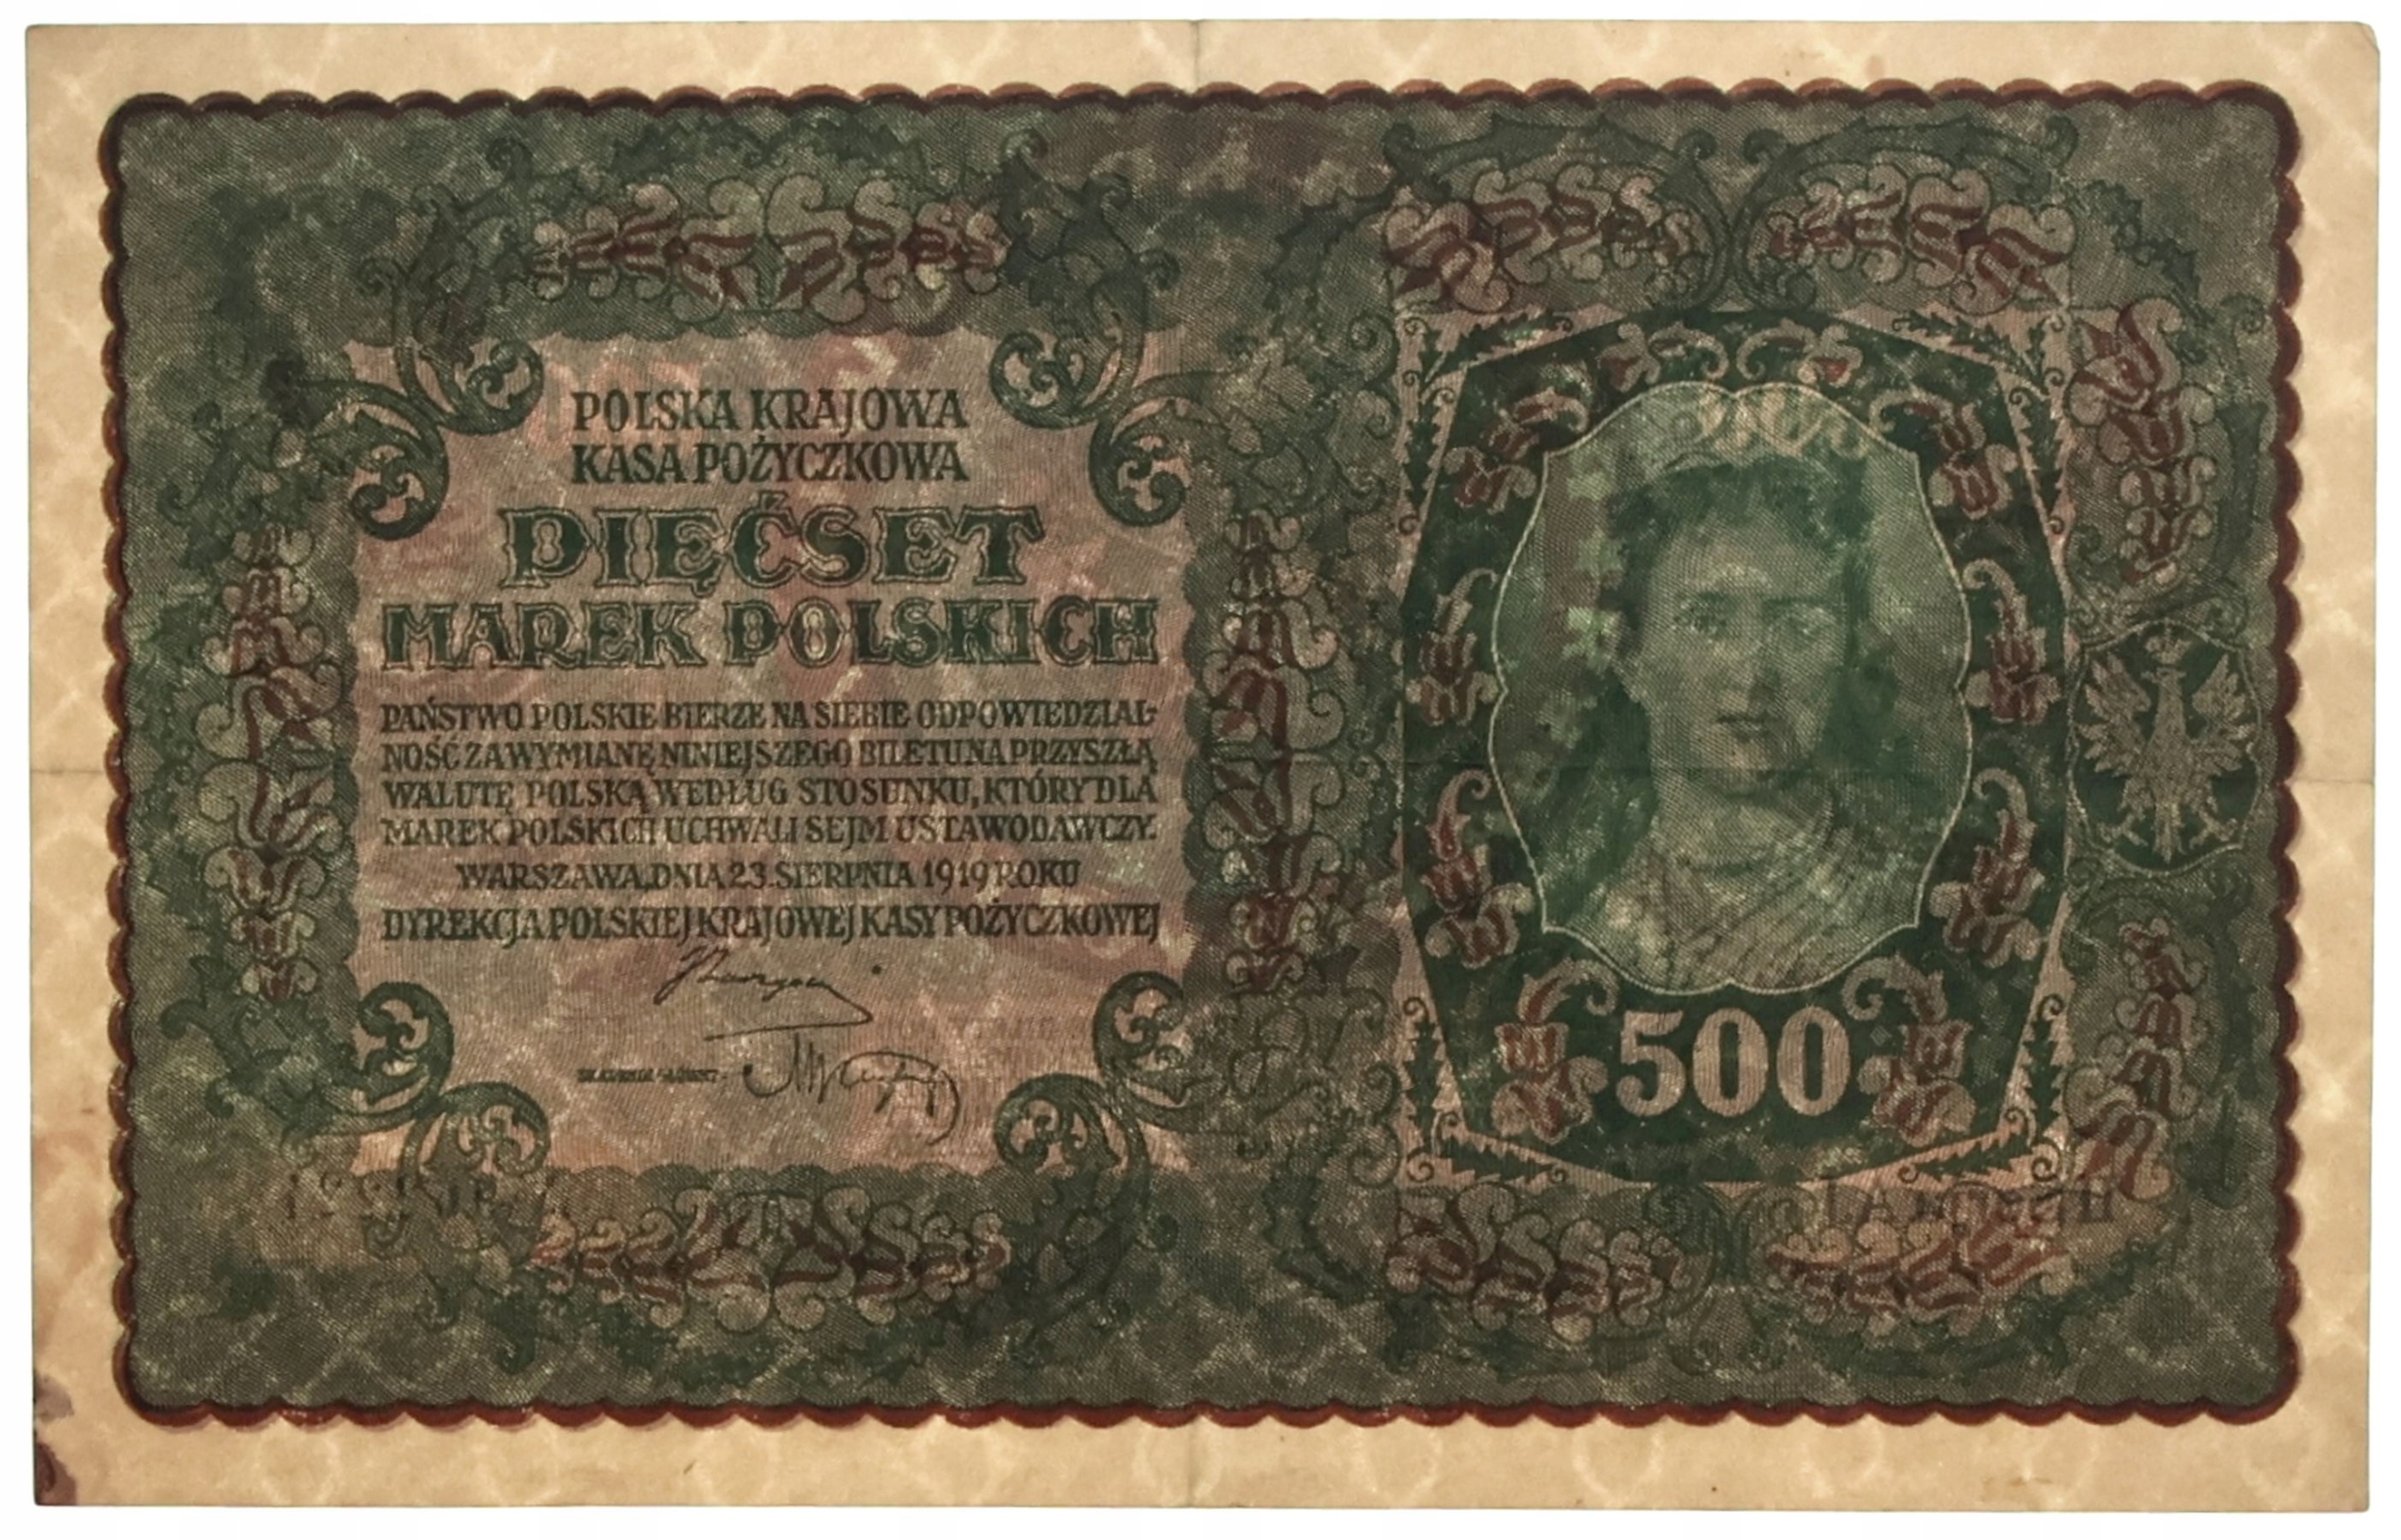 POLSKA KRAJOWA
KASA POŻYCZKOWA
PIĘĆSET
MAREK POLSKICH
PAŃSTWO POLSKIE BIERZE NA SIEBIE ODPOWIEDZIAL-
NOŚĆ ZA WYMIANĘ NINIEJSZEGO BILETU NA PRZYSZŁĄ
WALUTĘ POLSKĄ WEDŁUG STOSUNKU, KTÓRY DLA
MAREK POLSKICH UCHWALI SEJM USTAWODAWCZY.
WARSZAWA, DNIA 23. SIERPNIA 1919 ROKU
DYREKCJA POLSKIEJ KRAJOWEJ KASY POŻYCZKOWEJ
500